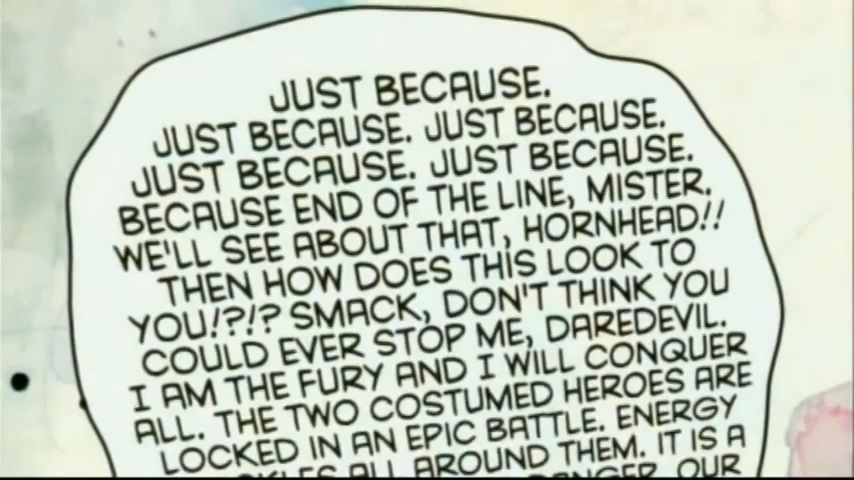 JUST BECAUSE.
JUST BECAUSE. JUST BECAUSE.
JUST BECAUSE. JUST BECAUSE.
BECAUSE END OF THE LINE, MISTER.
WE'LL SEE ABOUT THAT, HORNHEAD!!
THEN HOW DOES THIS LOOK TO
YOU!?!? SMACK, DON'T THINK YOU
COULD EVER STOP ME, DAREDEVIL.
I AM THE FURY AND I WILL CONQUER
ALL. THE TWO COSTUMED HEROES ARE
LOCKED IN AN EPIC BATTLE. ENERGY
ALL AROUND THEM. IT IS A
DANGER. OUR